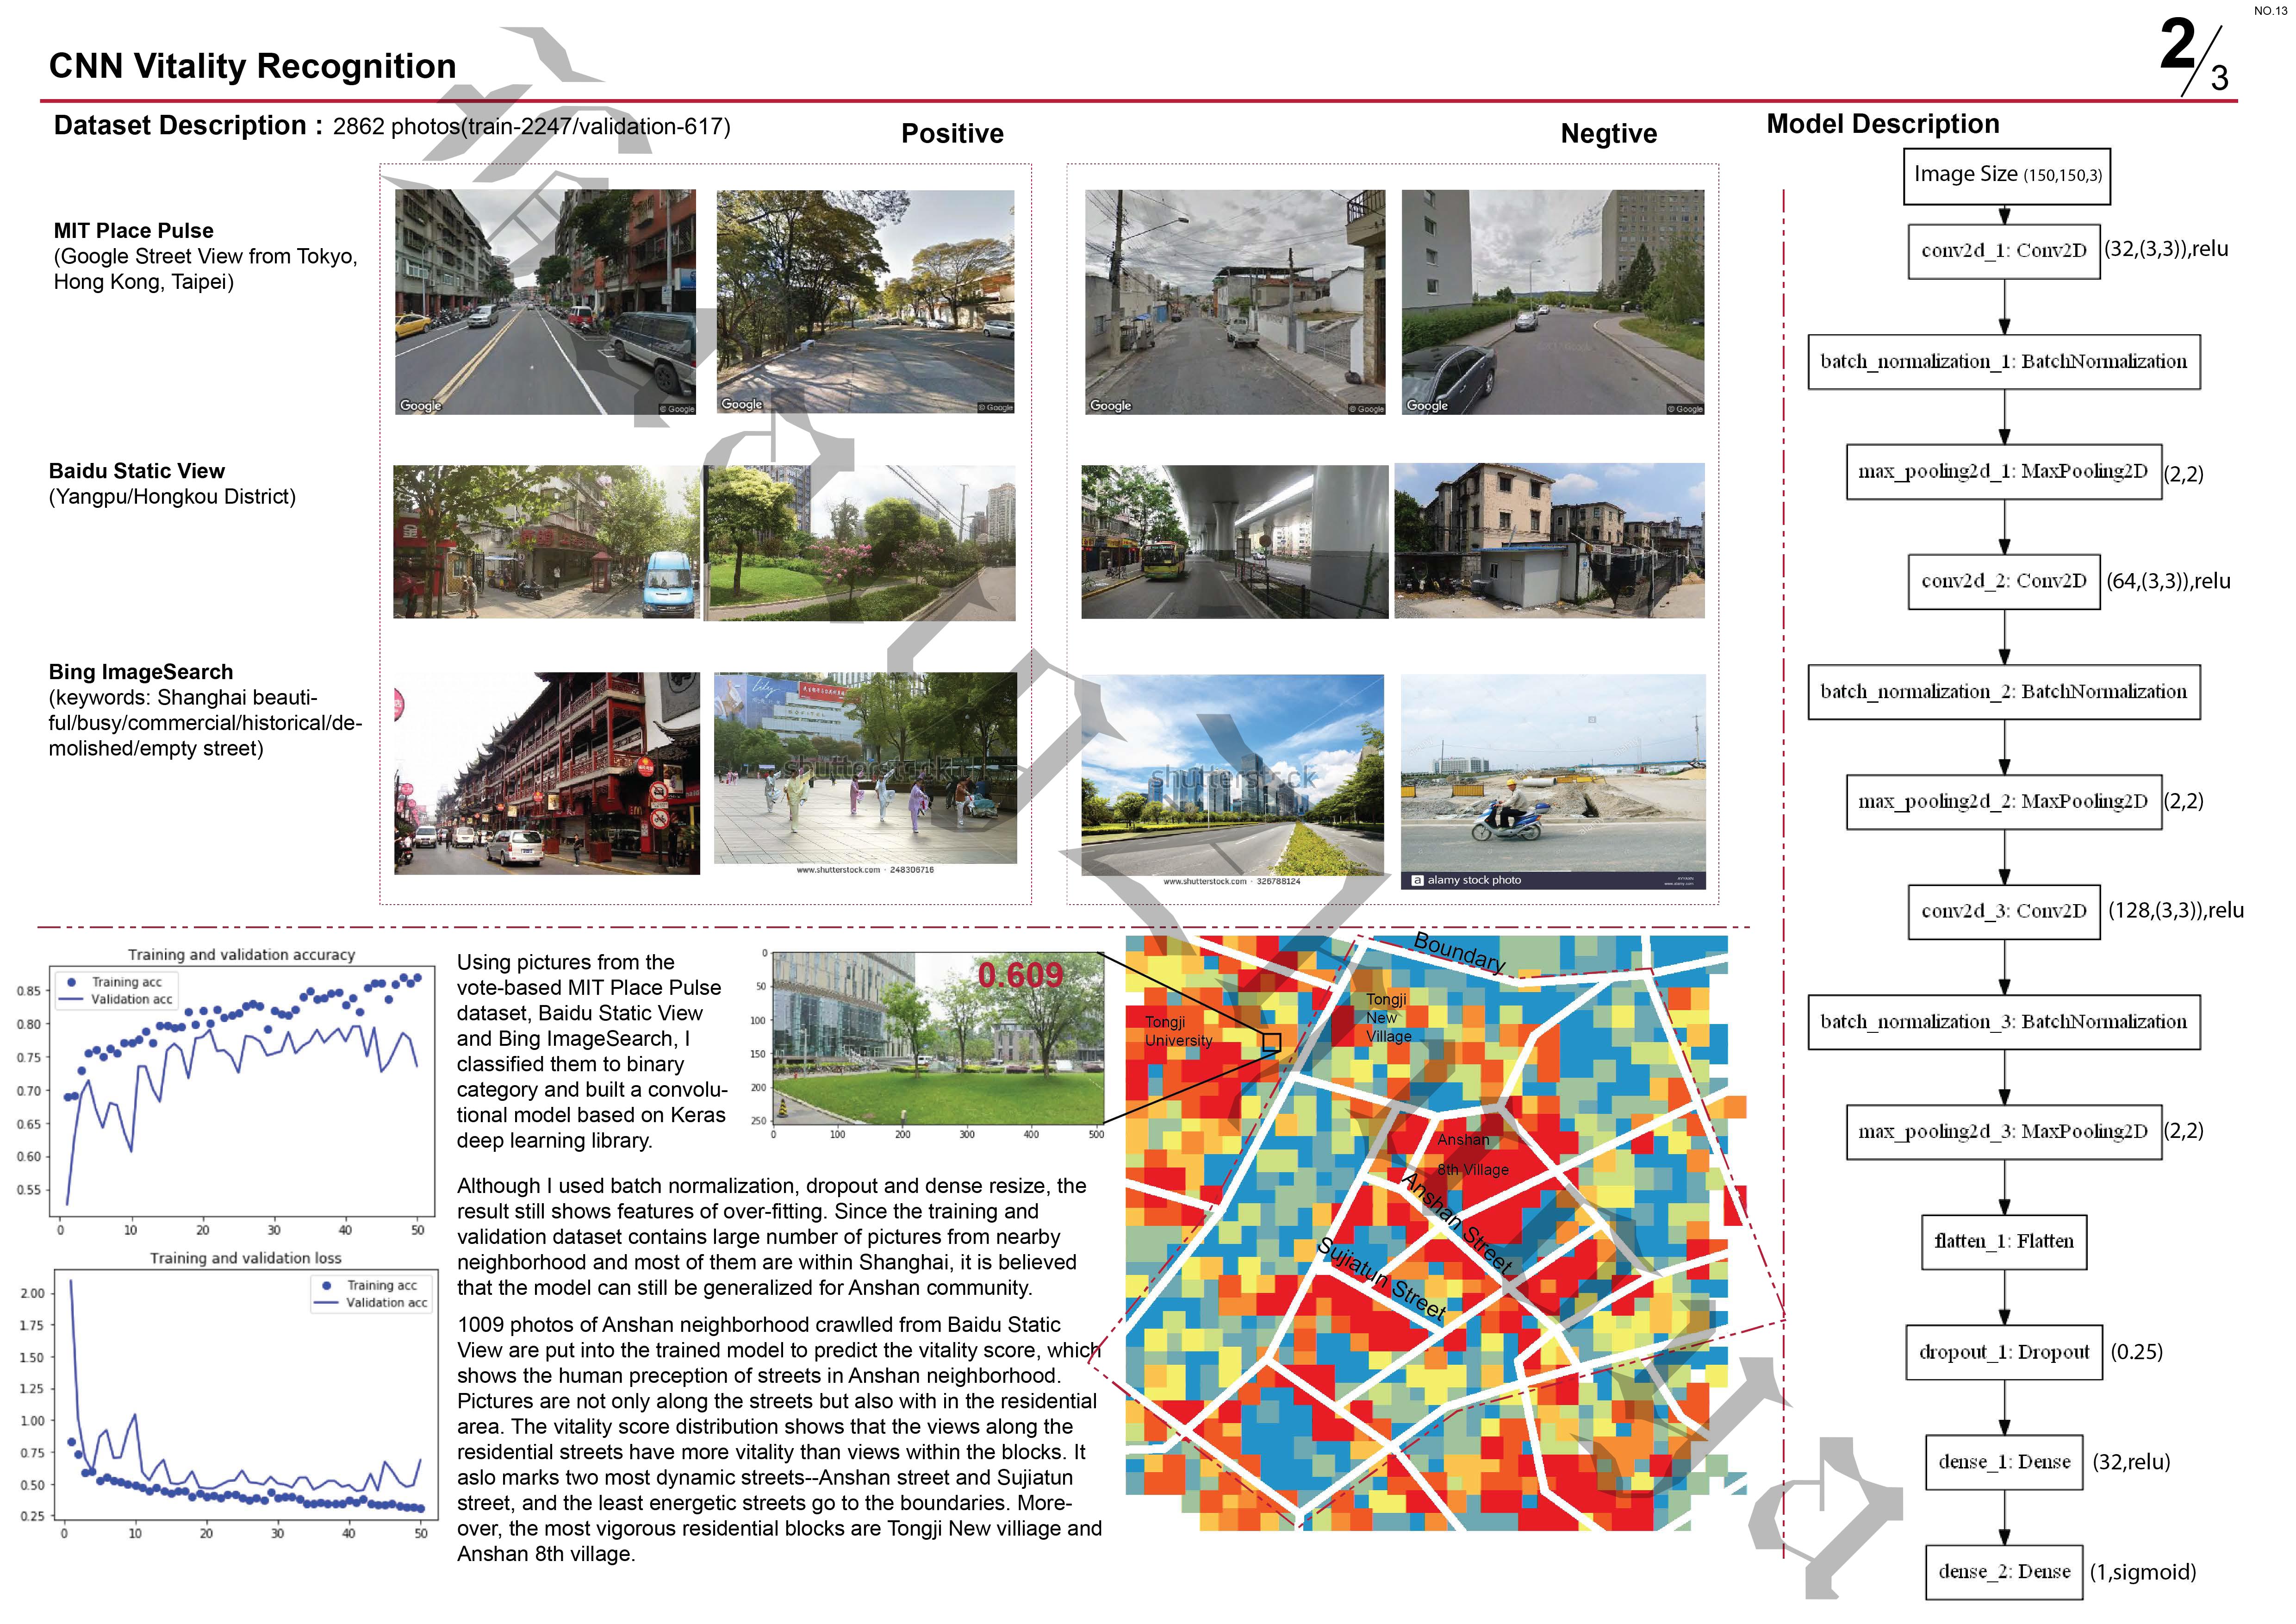 NO.13
CNN Vitality Recognition
2/3
Dataset Description : 2862 photos(train-2247/validation-617)
Positive
Negtive
MIT Place Pulse
(Google Street View from Tokyo,
Hong Kong, Taipei)
Google
© Google
Google
© Google
Google
© Google
Google
© Google
Baidu Static View
(Yangpu/Hongkou District)
Bing ImageSearch
(keywords: Shanghai beauti-
ful/busy/commercial/historical/de-
molished/empty street)
shutterstock
www.shutterstock.com · 248306716
shutterstock
www.shutterstock.com · 326788124
a alamy stock photo
Training and validation accuracy
Training acc
Validation acc
0.85
0.80
0.75
0.70
0.65
0.60
0.55
0 10 20 30 40 50
Training and validation loss
Training acc
Validation acc
2.00
1.75
1.50
1.25
1.00
0.75
0.50
0.25
0 10 20 30 40 50
Using pictures from the
vote-based MIT Place Pulse
dataset, Baidu Static View
and Bing ImageSearch, I
classified them to binary
category and built a convolu-
tional model based on Keras
deep learning library.
Although I used batch normalization, dropout and dense resize, the
result still shows features of over-fitting. Since the training and
validation dataset contains large number of pictures from nearby
neighborhood and most of them are within Shanghai, it is believed
that the model can still be generalized for Anshan community.
1009 photos of Anshan neighborhood crawlled from Baidu Static
View are put into the trained model to predict the vitality score, which
shows the human preception of streets in Anshan neighborhood.
Pictures are not only along the streets but also with in the residential
area. The vitality score distribution shows that the views along the
residential streets have more vitality than views within the blocks. It
aslo marks two most dynamic streets--Anshan street and Sujiatun
street, and the least energetic streets go to the boundaries. More-
over, the most vigorous residential blocks are Tongji New villiage and
Anshan 8th village.
0.609
0
50
100
150
200
250
0 100 200 300 400 500
Boundary
Tongji
University
Tongji
New
Village
Anshan
8th Village
Anshan Street
Sujiatun Street
Model Description
Image Size (150,150,3)
conv2d_1: Conv2D (32,(3,3)),relu
batch_normalization_1: BatchNormalization
max_pooling2d_1: MaxPooling2D (2,2)
conv2d_2: Conv2D (64,(3,3)),relu
batch_normalization_2: BatchNormalization
max_pooling2d_2: MaxPooling2D (2,2)
conv2d_3: Conv2D (128,(3,3)),relu
batch_normalization_3: BatchNormalization
max_pooling2d_3: MaxPooling2D (2,2)
flatten_1: Flatten
dropout_1: Dropout (0.25)
dense_1: Dense (32,relu)
dense_2: Dense (1,sigmoid)